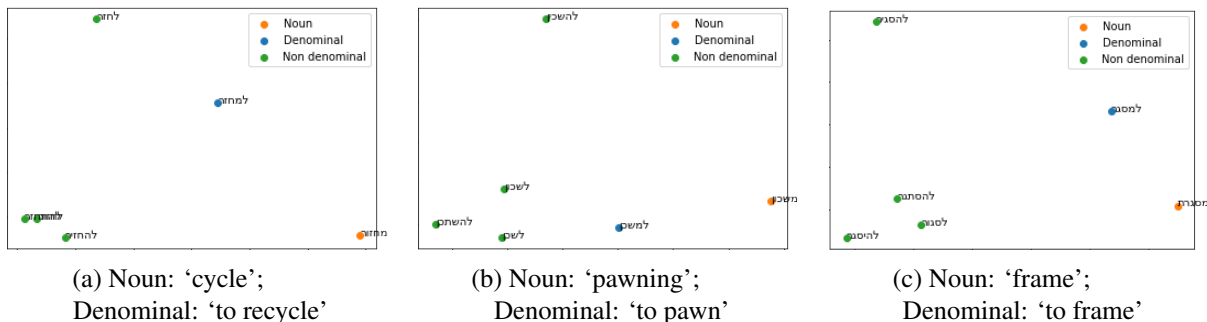 לחזר
Noun
Denominal
Non denominal
למחזר
להחזיר
מחזור
(a) Noun: ‘cycle’;
Denominal: ‘to recycle’
להשכין
Noun
Denominal
Non denominal
לשכון
משכון
להשתכן
למשכן
לשכן
(b) Noun: ‘pawning’;
Denominal: ‘to pawn’
להסגיר
Noun
Denominal
Non denominal
למסגר
להסתגר
מסגרת
לסגור
להיסגר
(c) Noun: ‘frame’;
Denominal: ‘to frame’